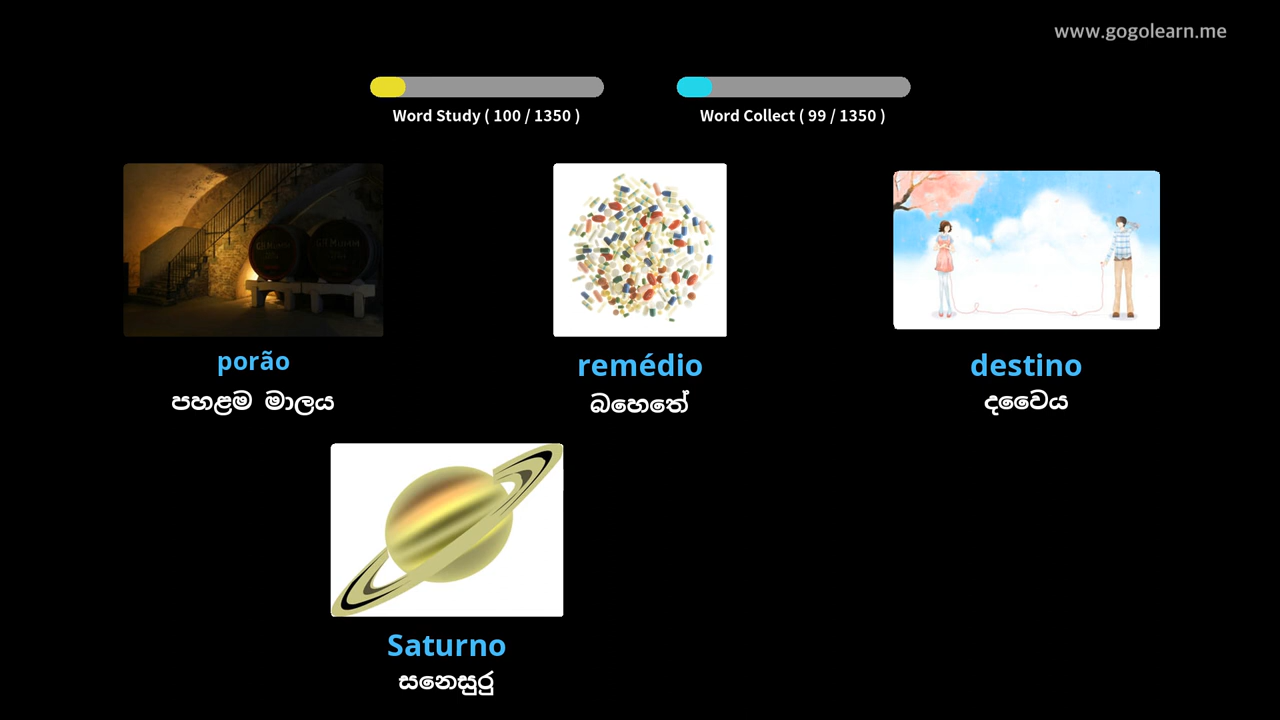 www.gogolearn.me
Word Study ( 100 / 1350 )
Word Collect ( 99 / 1350 )
porão
පහළම මාලය
remédio
බෙහෙත්
destino
දෛවය
Saturno
සෙනසුරු